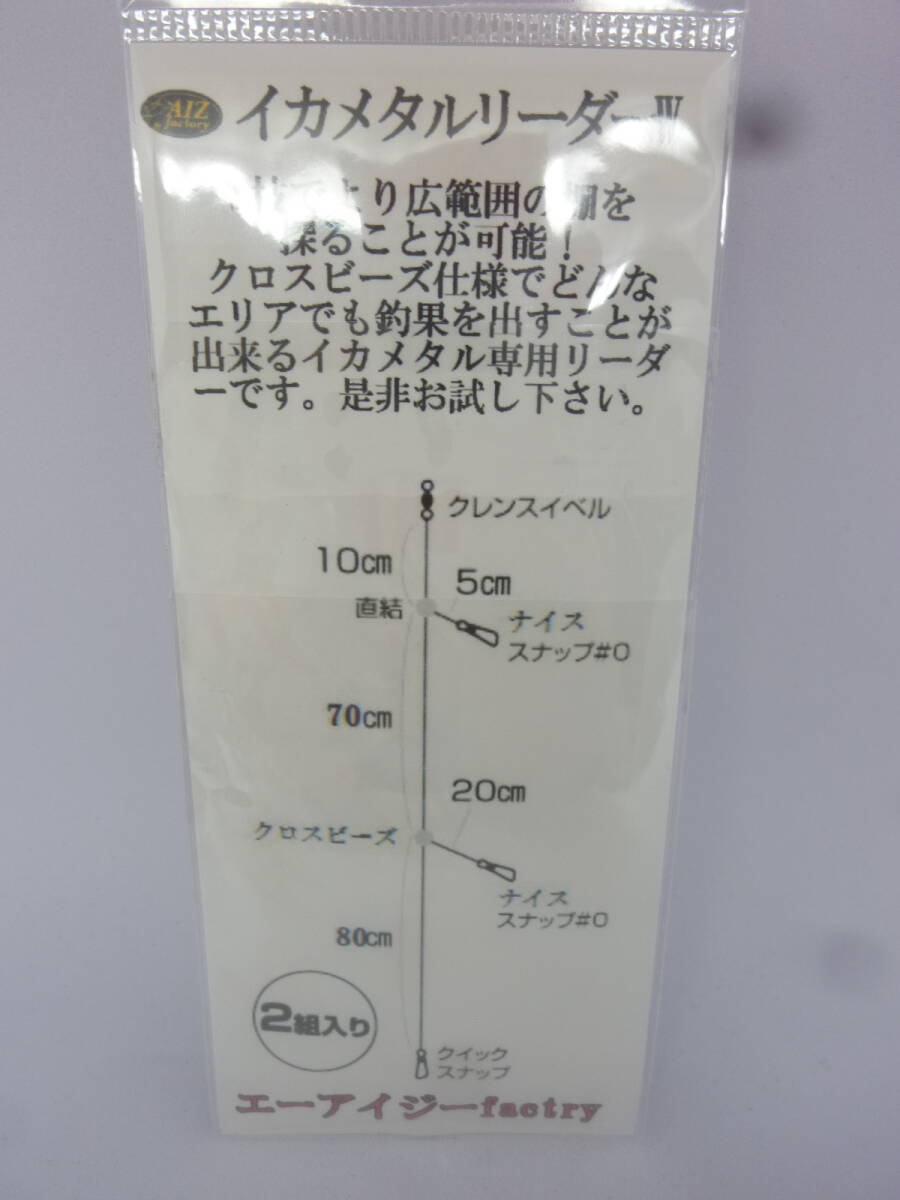 AIZ
factory
イカメタルリーダーⅣ
より広範囲の棚を
探ることが可能！
クロスビーズ仕様でどんな
エリアでも釣果を出すことが
出来るイカメタル専用リーダ
ーです。是非お試し下さい。
クレンスイベル
10cm
5cm
直結
ナイス
スナップ#0
70cm
20cm
クロスビーズ
ナイス
スナップ#0
80cm
2組入り
クイック
スナップ
エーアイジーfactry